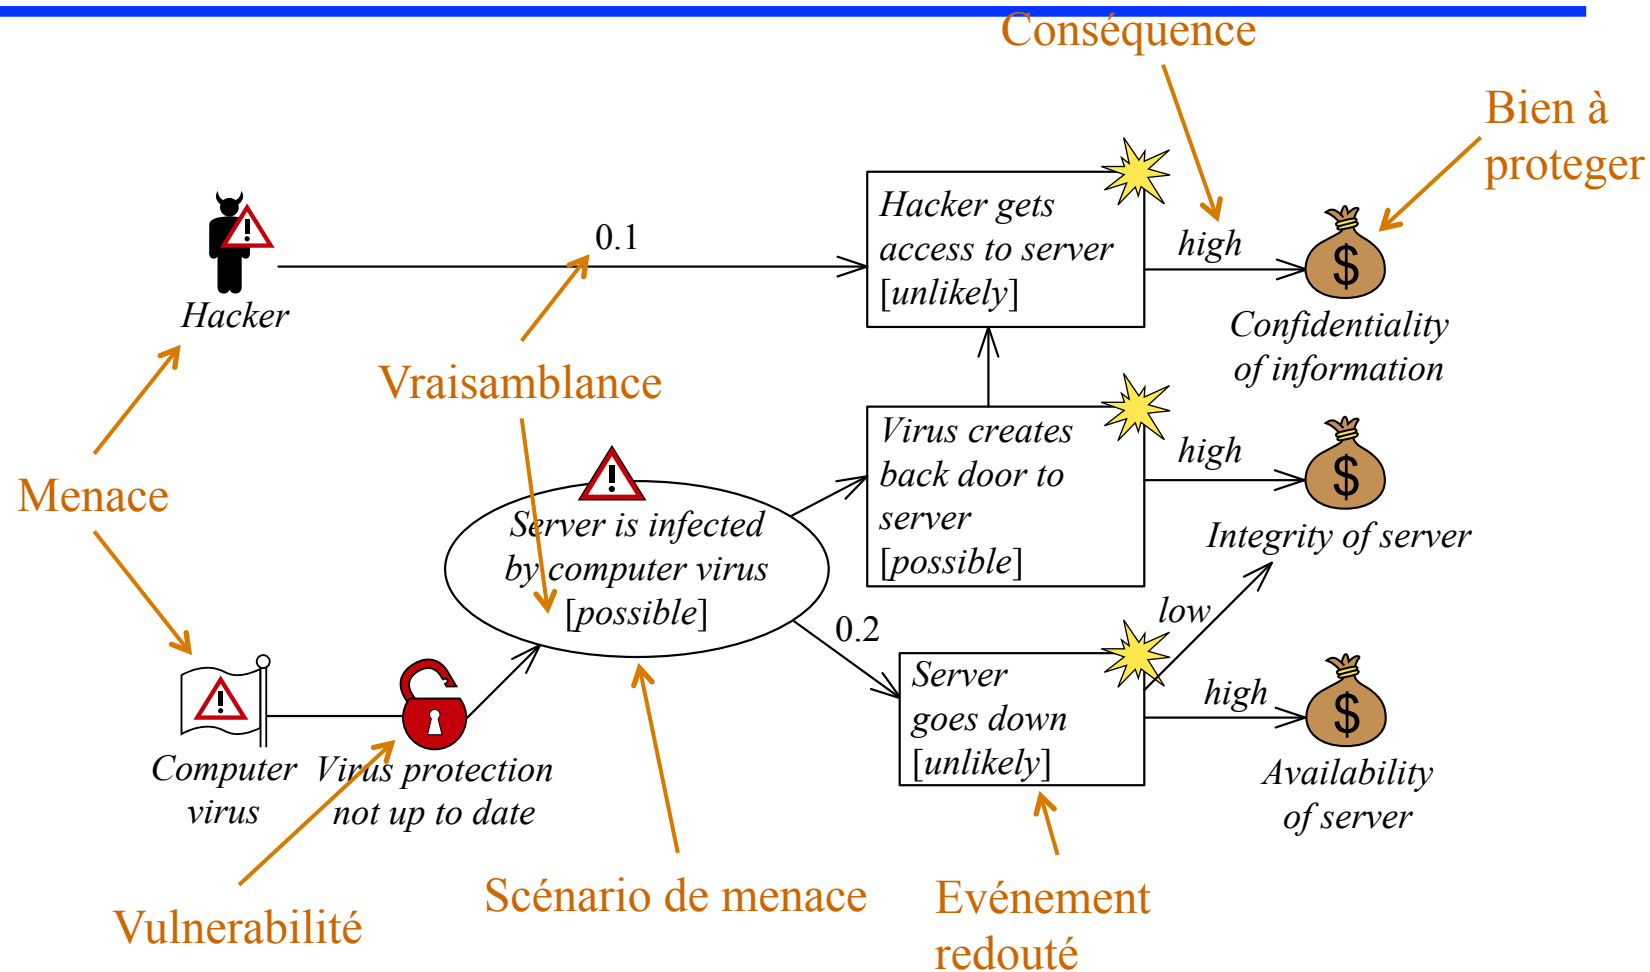 Conséquence
Bien à
proteger
Hacker gets
access to server
[unlikely]
0.1
high
$
Hacker
Confidentiality
of information
Vraisamblance
Virus creates
back door to
server
[possible]
high
$
Menace
Server is infected
by computer virus
[possible]
Integrity of server
low
0.2
Server
goes down
[unlikely]
high
$
Computer
virus
Virus protection
not up to date
Availability
of server
Scénario de menace
Evénement
redouté
Vulnerabilité